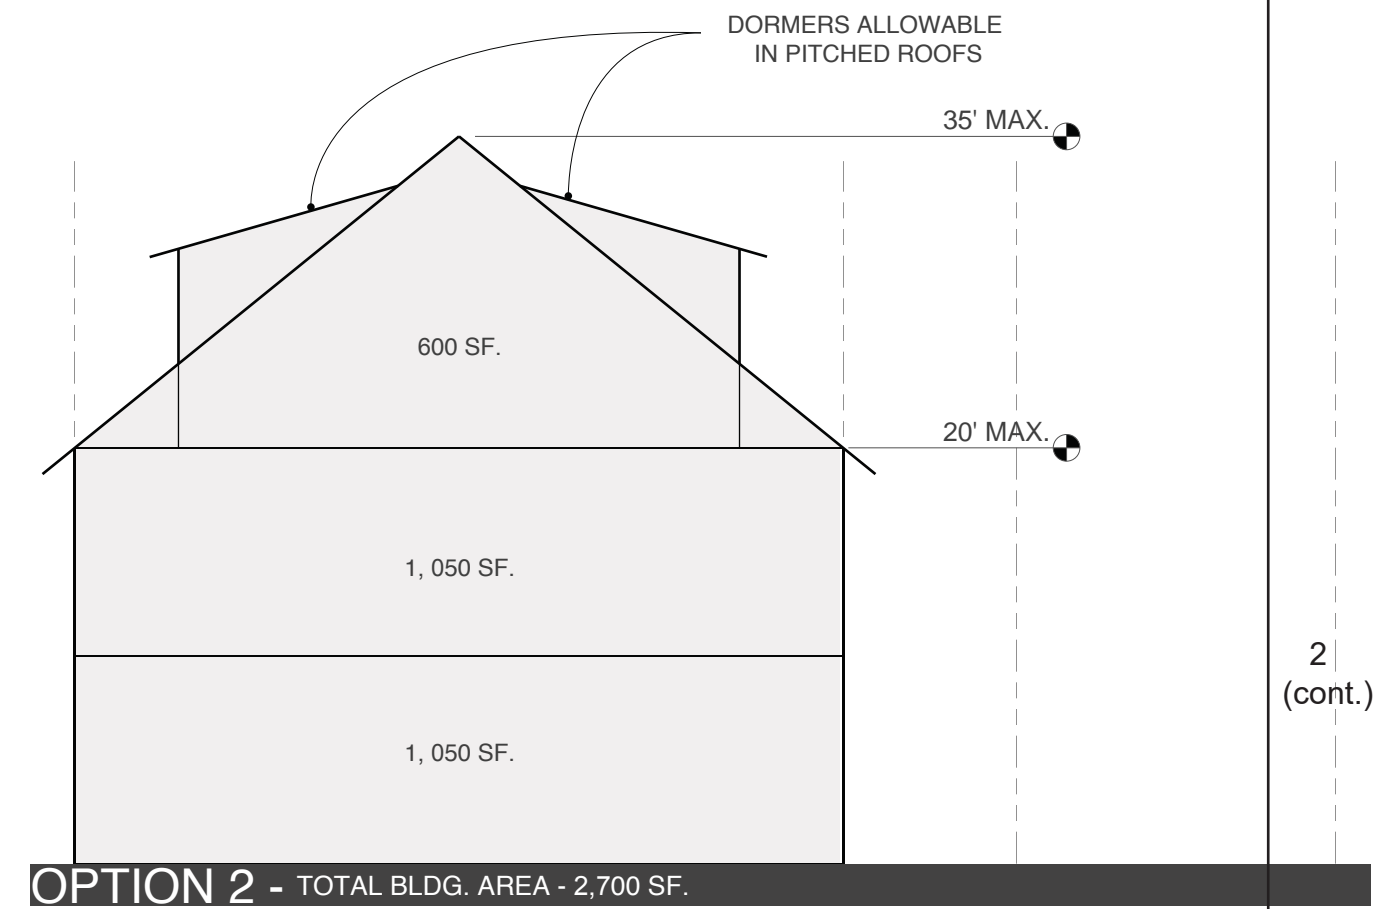 DORMERS ALLOWABLE
IN PITCHED ROOFS
35' MAX.
600 SF.
20' MAX.
1, 050 SF.
2
(cont.)
1, 050 SF.
OPTION 2 - TOTAL BLDG. AREA - 2,700 SF.